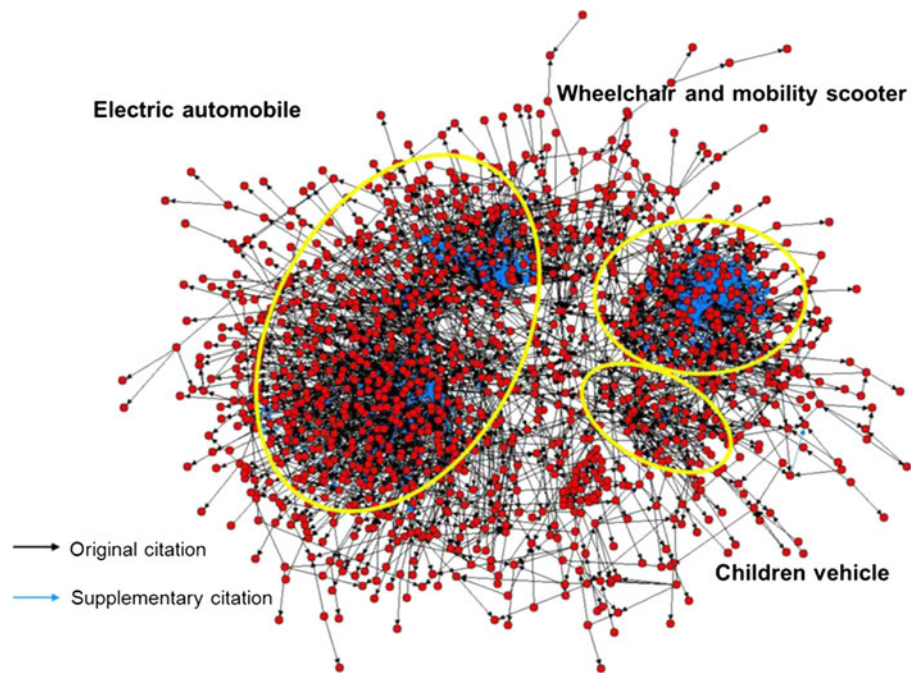 Wheelchair and mobility scooter
Electric automobile
Original citation
Supplementary citation
Children vehicle